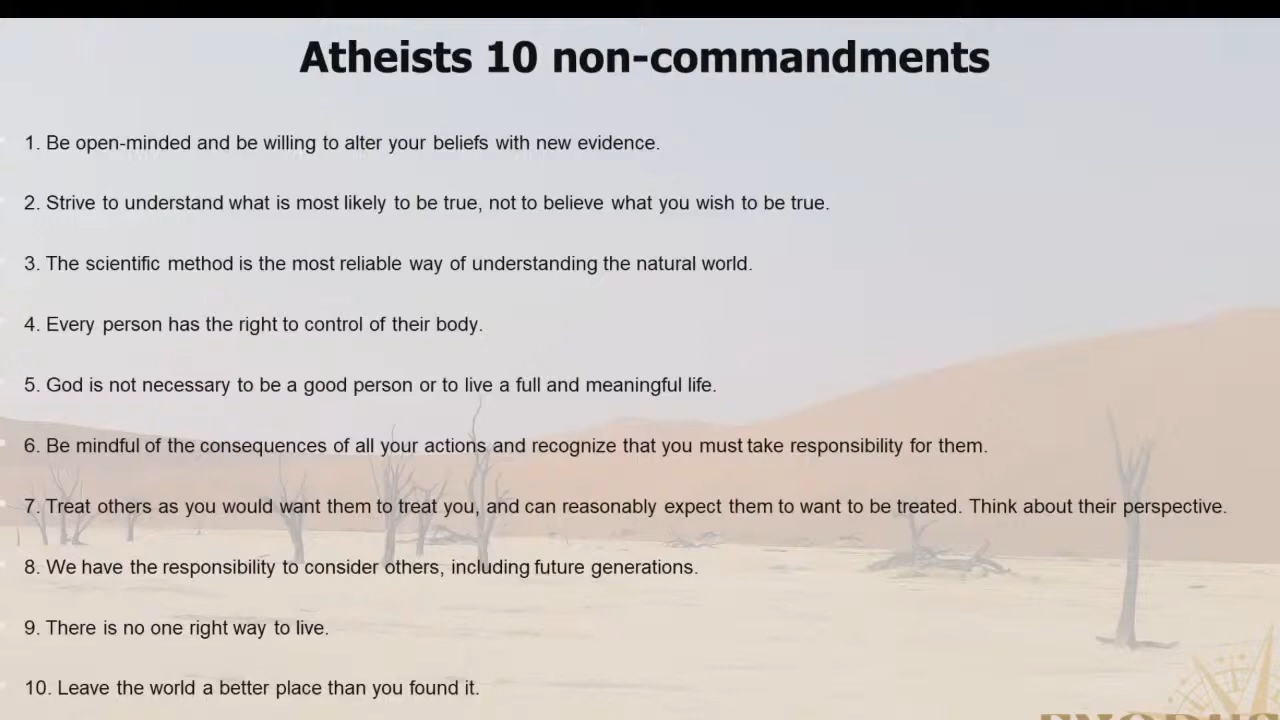 Atheists 10 non-commandments
1. Be open-minded and be willing to alter your beliefs with new evidence.
2. Strive to understand what is most likely to be true, not to believe what you wish to be true.
3. The scientific method is the most reliable way of understanding the natural world.
4. Every person has the right to control of their body.
5. God is not necessary to be a good person or to live a full and meaningful life.
6. Be mindful of the consequences of all your actions and recognize that you must take responsibility for them.
7. Treat others as you would want them to treat you, and can reasonably expect them to want to be treated. Think about their perspective.
8. We have the responsibility to consider others, including future generations.
9. There is no one right way to live.
10. Leave the world a better place than you found it.